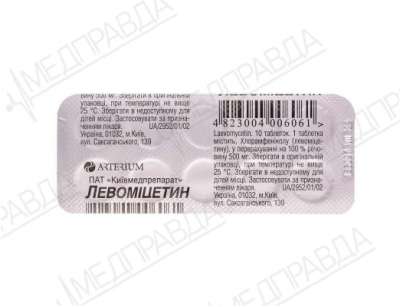 МЕДПРАВДА
ЛЕВОМІЦЕТИН
вину 500 мг. Зберігати в оригінальній
упаковці, при температурі не вище
25 °С. Зберігати в недоступному для
дітей місці. Застосовувати за призна-
ченням лікаря. UA/2952/01/02
Україна, 01032, м.Київ,
вул. Саксаганського, 139
ARTERIUM
ПАТ «Київмедпрепарат»
ЛЕВОМІЦЕТИН
4 823004 006061
Laevomycetin. 10 таблеток. 1 таблетка
містить: Хлорамфеніколу (левоміце-
тину), у перерахуванні на 100 % речо-
вину 500 мг. Зберігати в оригінальній
упаковці, при температурі не вище
25 °С. Зберігати в недоступному для
дітей місці. Застосовувати за призна-
ченням лікаря. UA/2952/01/02
Україна, 01032, м.Київ,
вул. Саксаганського, 139
МЕДПРАВДА
МЕДПРАВДА